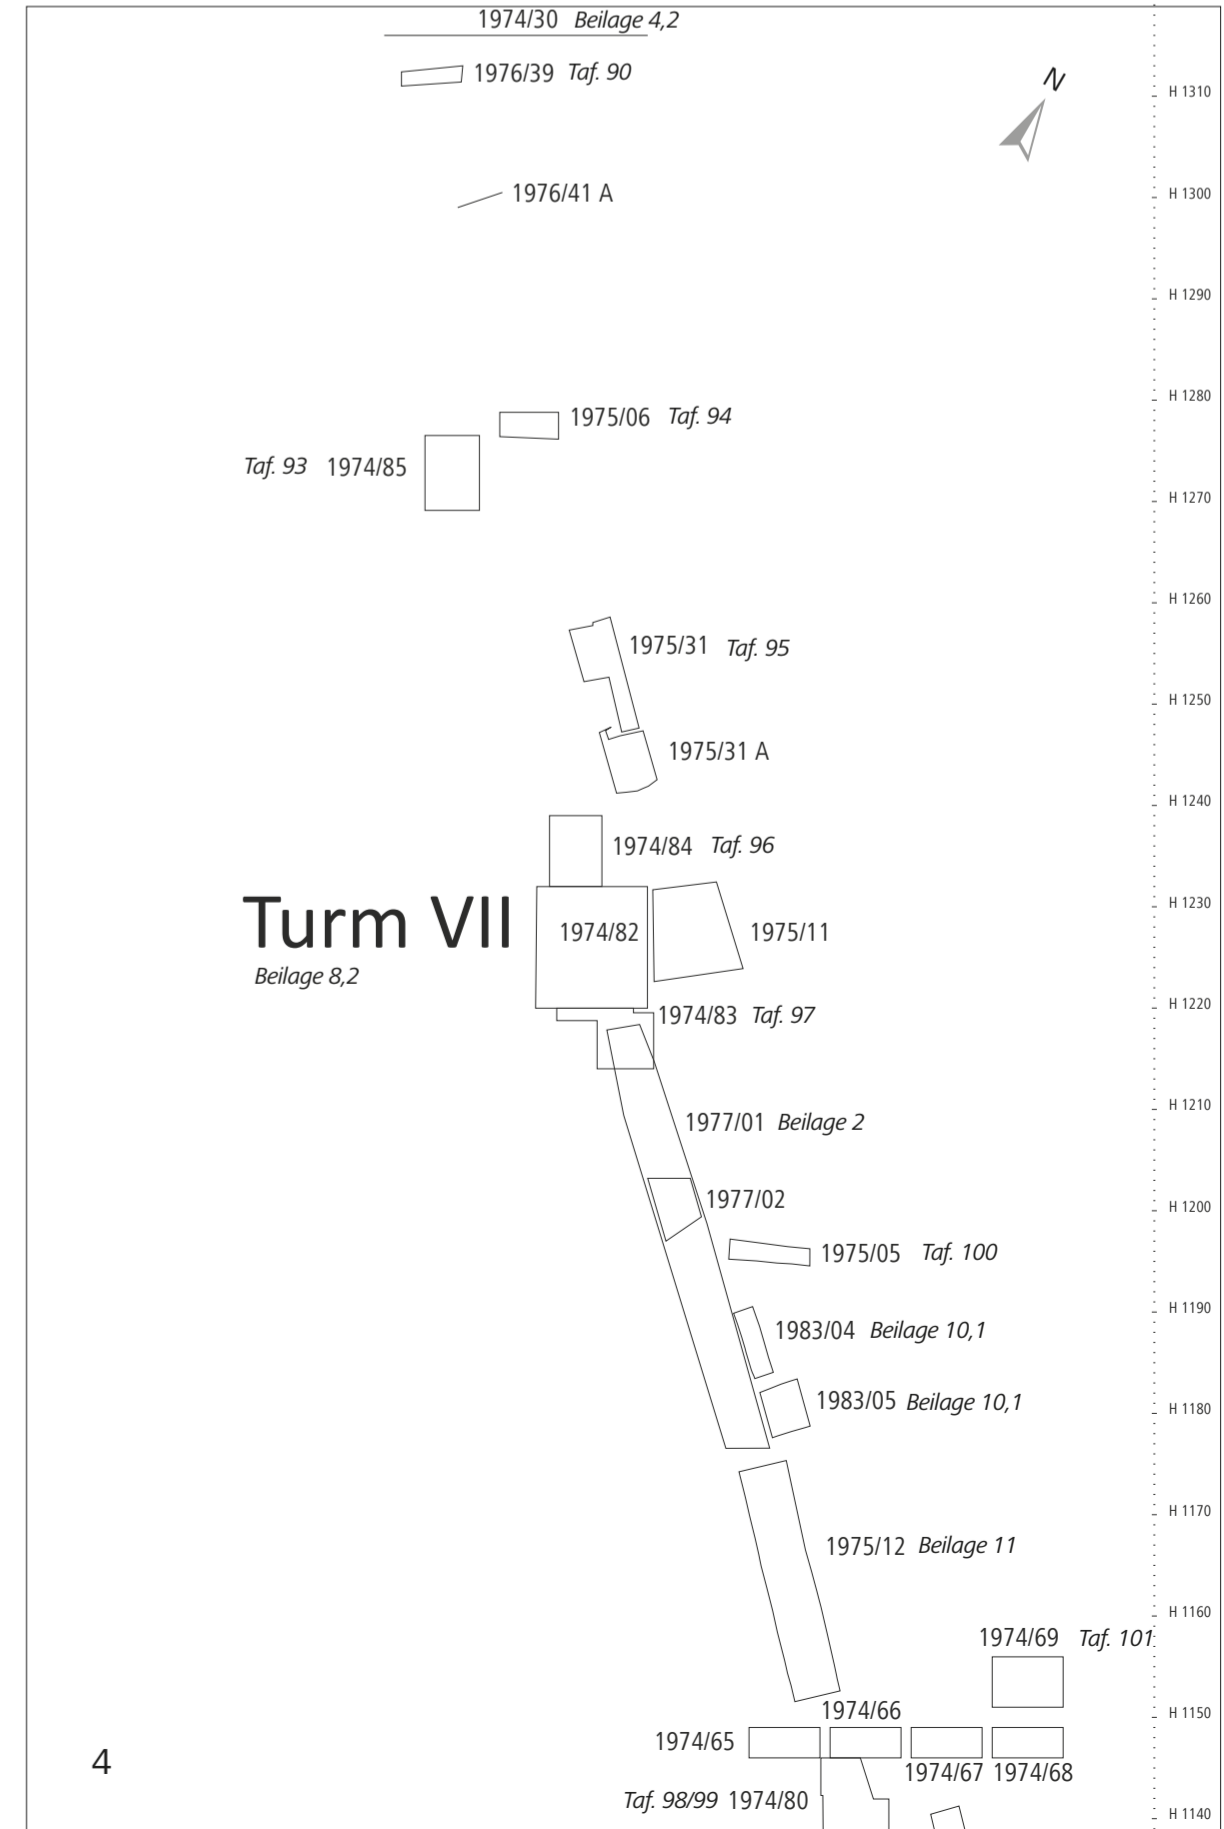 1974/30 Beilage 4,2
1976/39 Taf. 90
N
H 1310
1976/41 A
H 1300
H 1290
H 1280
1975/06 Taf. 94
Taf. 93 1974/85
H 1270
H 1260
1975/31 Taf. 95
H 1250
1975/31 A
H 1240
1974/84 Taf. 96
H 1230
Turm VII
1974/82
1975/11
Beilage 8,2
H 1220
1974/83 Taf. 97
H 1210
1977/01 Beilage 2
1977/02
H 1200
1975/05 Taf. 100
H 1190
1983/04 Beilage 10,1
1983/05 Beilage 10,1
H 1180
H 1170
1975/12 Beilage 11
H 1160
1974/69 Taf. 101
1974/66
H 1150
1974/65
4
1974/67 1974/68
Taf. 98/99 1974/80
H 1140